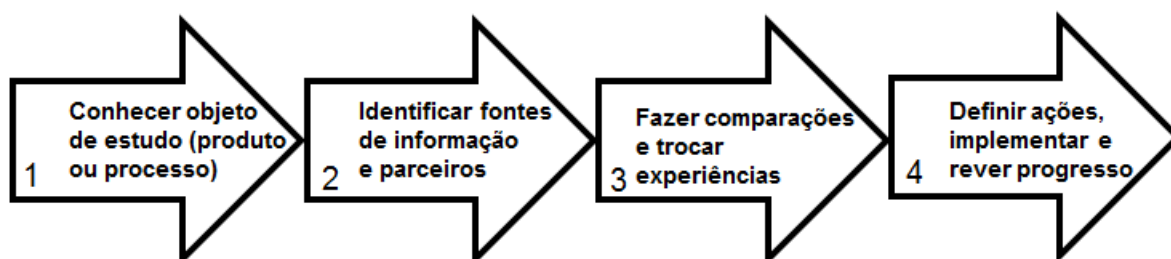 1
Conhecer objeto
de estudo (produto
ou processo)
2
Identificar fontes
de informação
e parceiros
3
Fazer comparações
e trocar
experiências
4
Definir ações,
implementar e
rever progresso